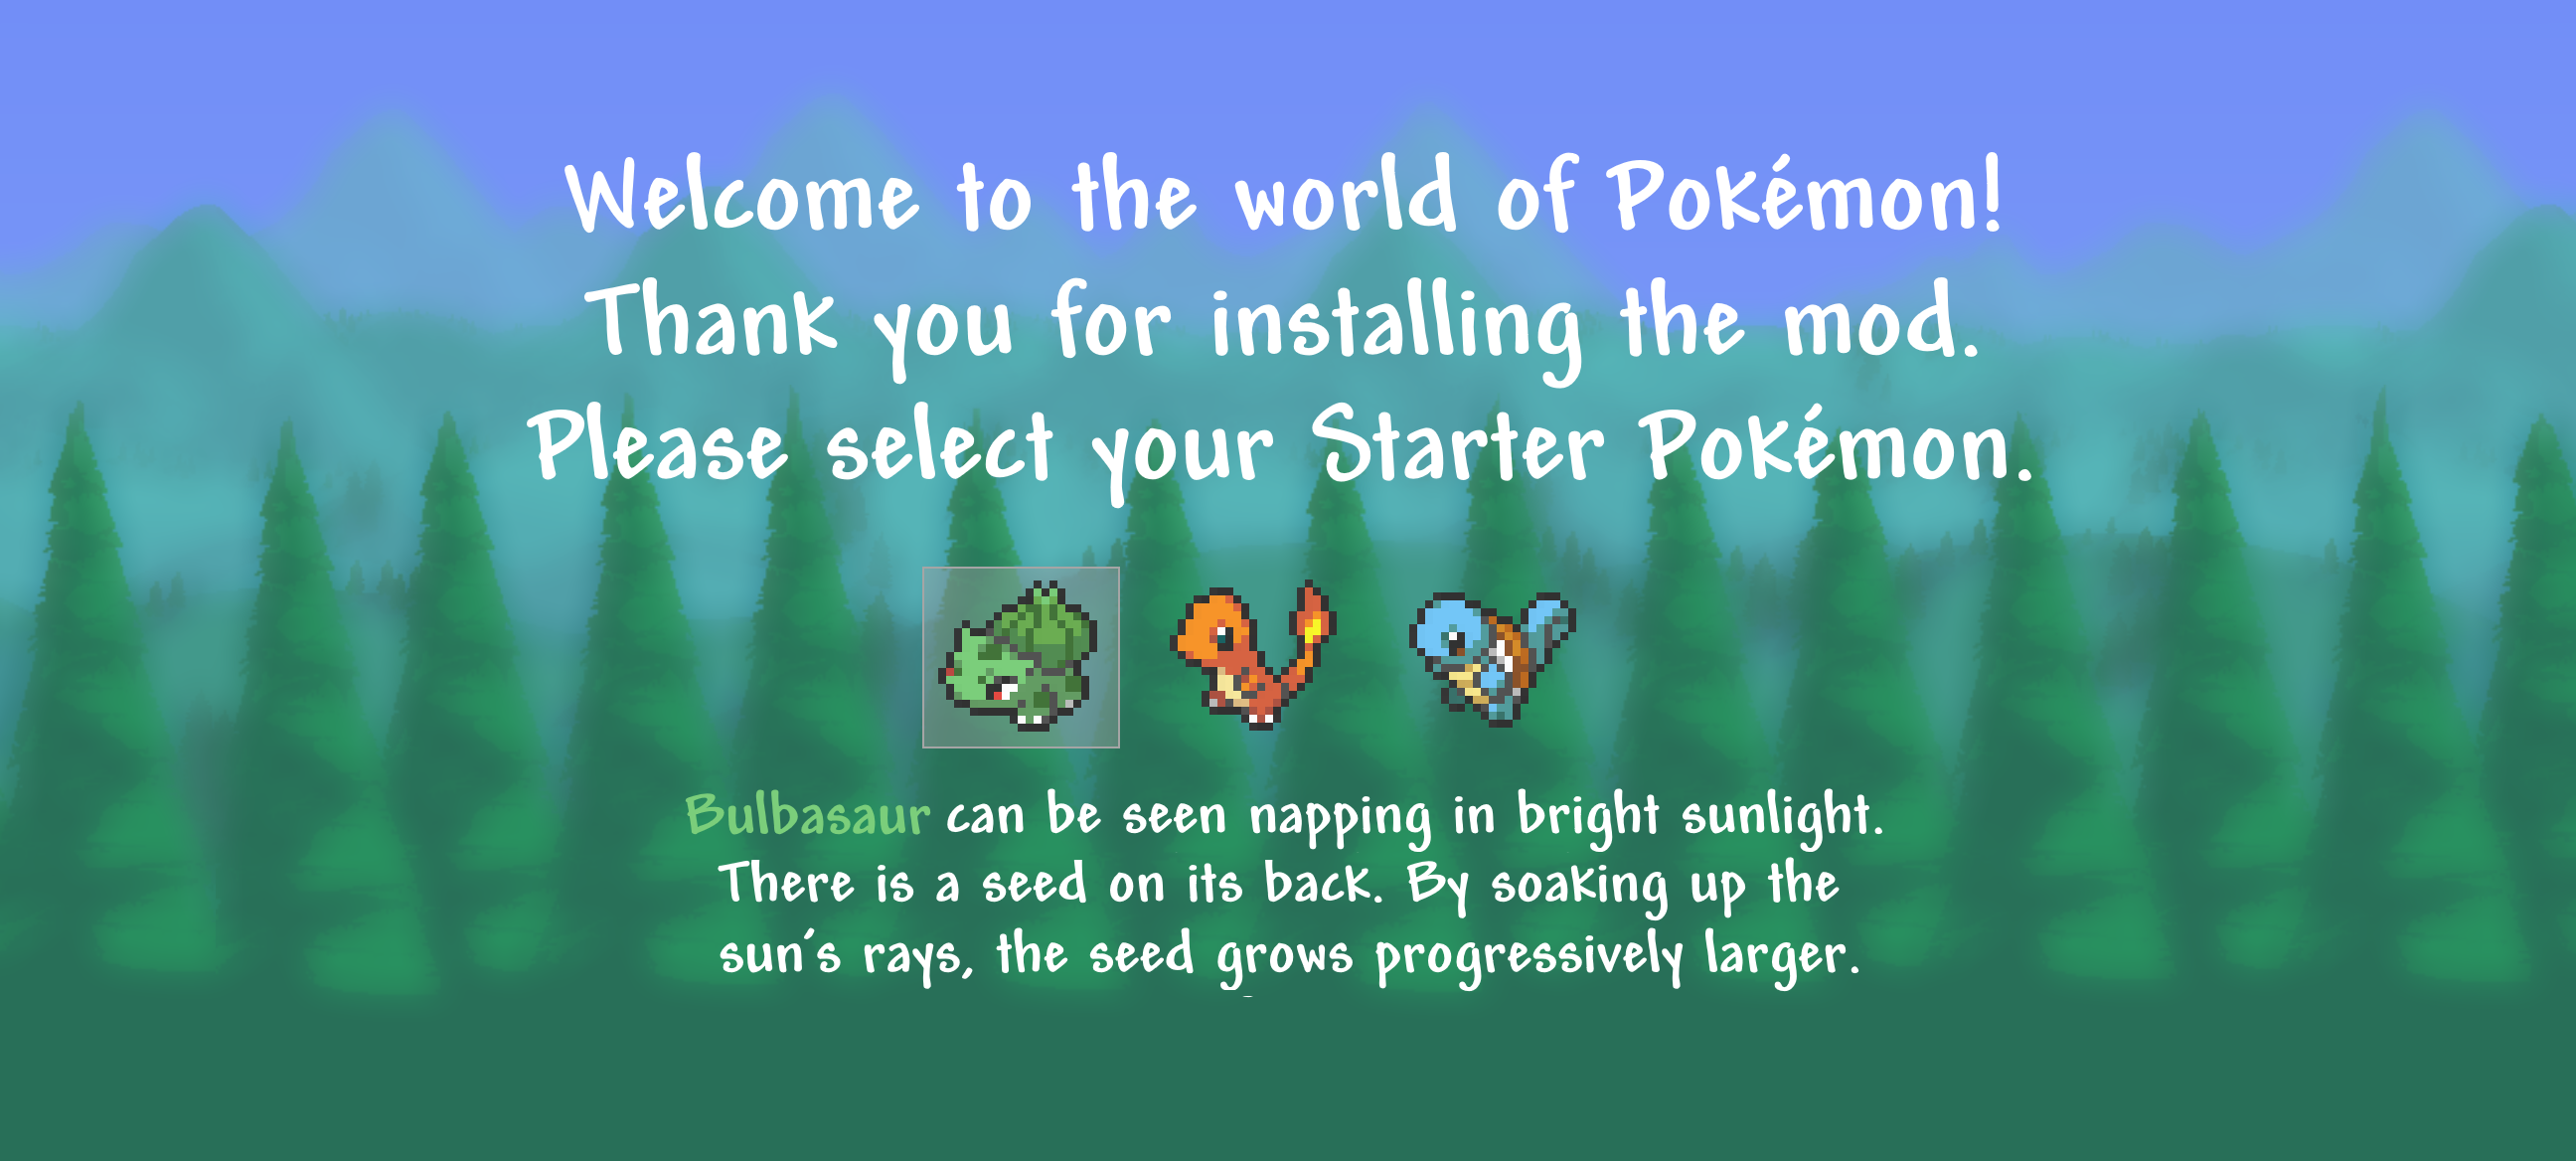 Welcome to the world of Pokémon!
Thank you for installing the mod.
Please select your Starter Pokémon.
Bulbasaur can be seen napping in bright sunlight.
There is a seed on its back. By soaking up the
sun's rays, the seed grows progressively larger.